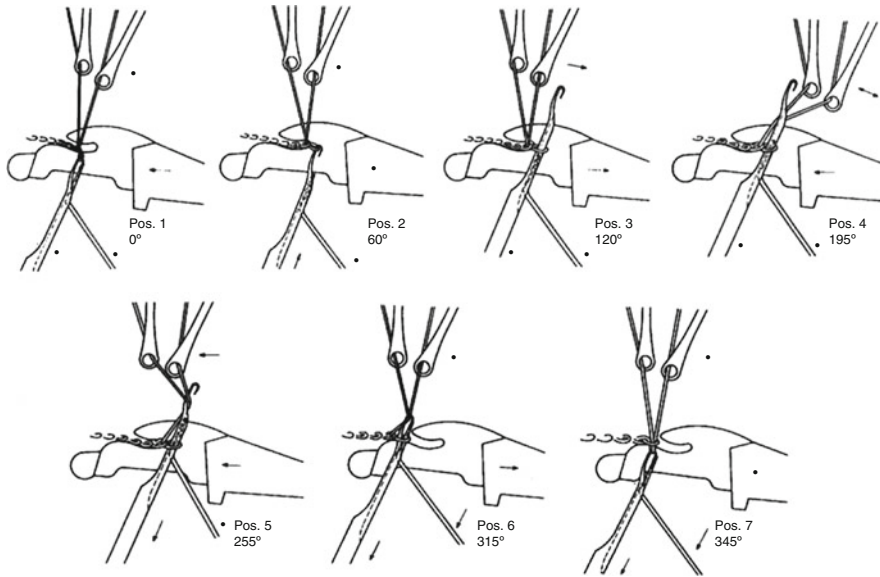 Pos. 1
0º
Pos. 2
60º
Pos. 3
120º
Pos. 4
195º
Pos. 5
255º
Pos. 6
315º
Pos. 7
345º